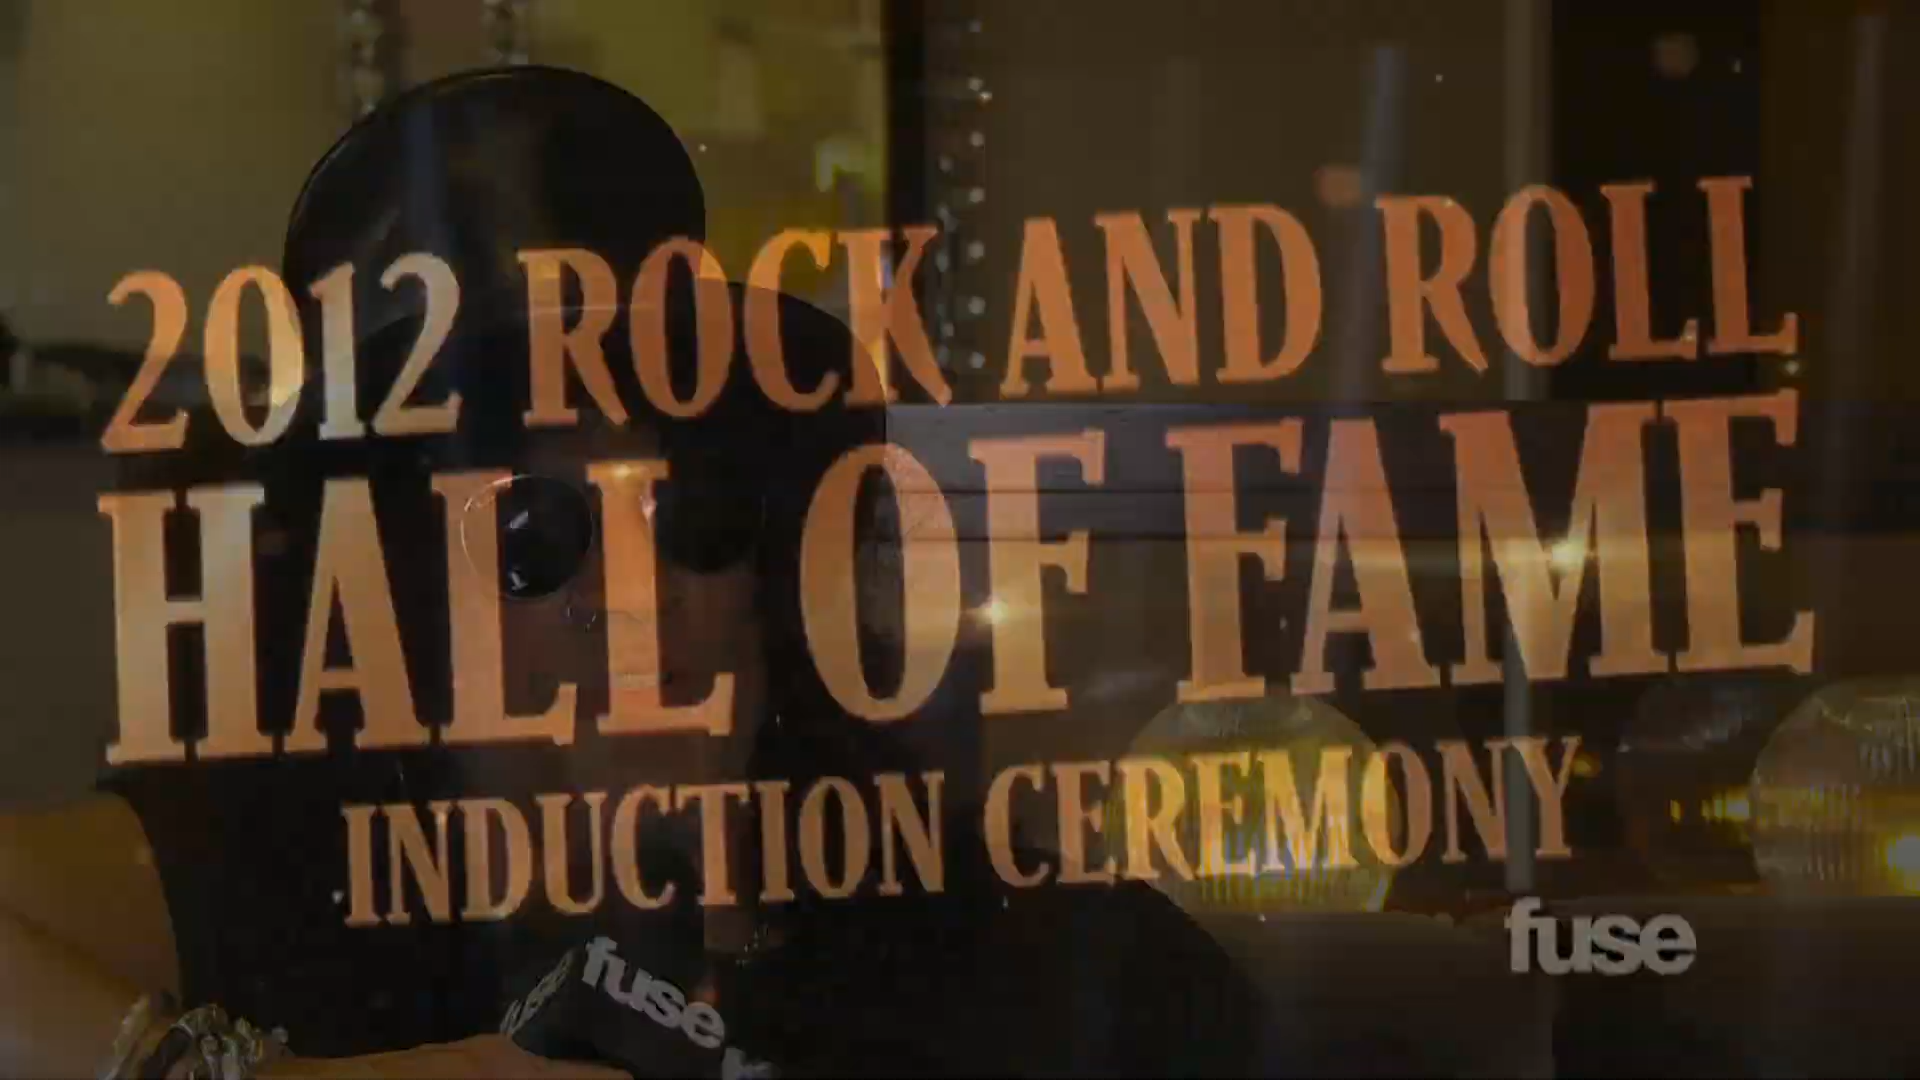 2012 ROCK AND ROLL
HALL OF FAME
INDUCTION CEREMONY
fuse
fuse